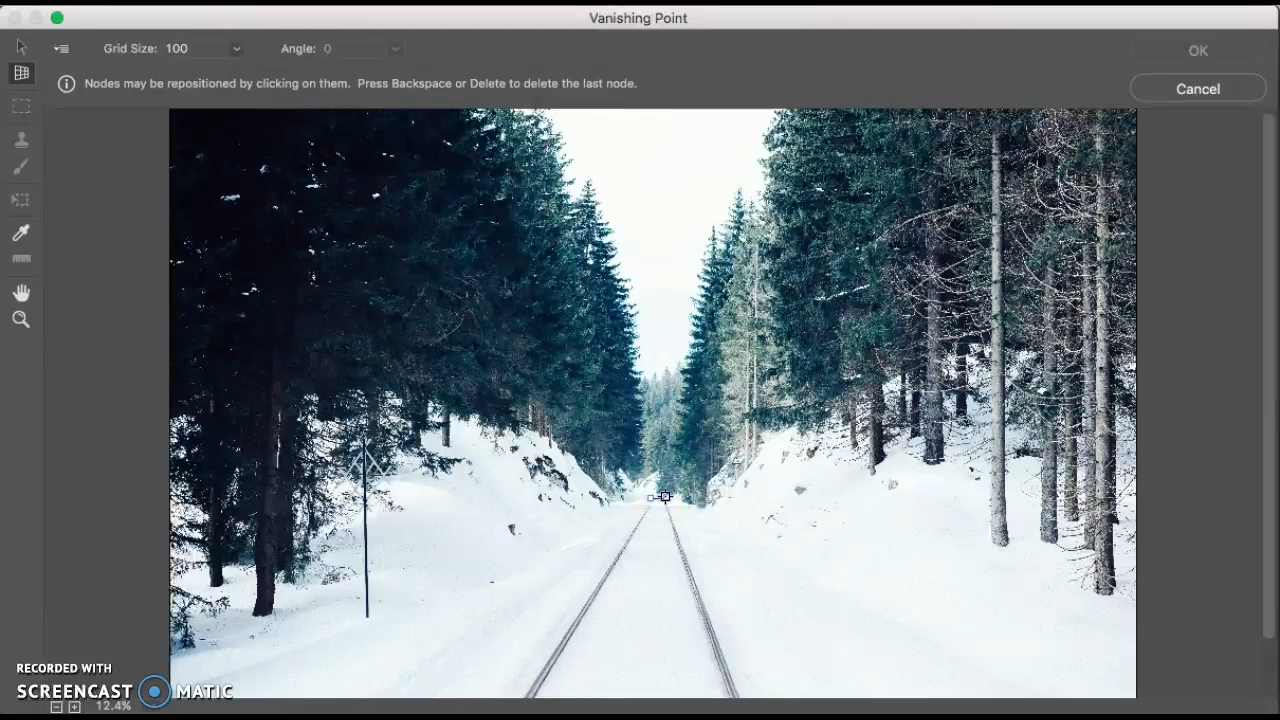 Vanishing Point
Grid Size: 100 Angle: 0 OK
Nodes may be repositioned by clicking on them. Press Backspace or Delete to delete the last node.
Cancel
RECORDED WITH
SCREENCAST MATIC
12.4%